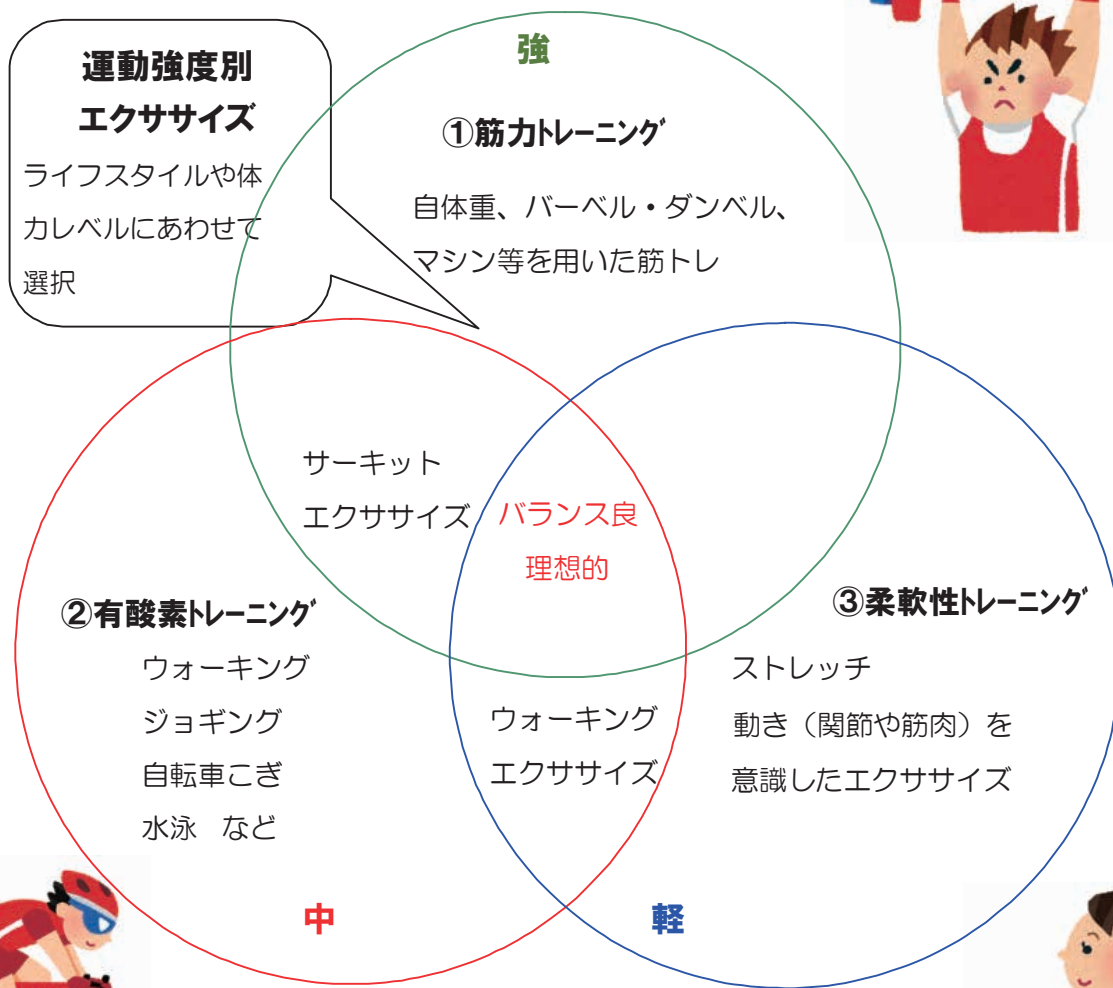 運動強度別
エクササイズ
ライフスタイルや体
力レベルにあわせて
選択
強
①筋力トレーニング
自体重、バーベル・ダンベル、
マシン等を用いた筋トレ
サーキット
エクササイズ
バランス良
理想的
②有酸素トレーニング
ウォーキング
ジョギング
自転車こぎ
水泳　など
中
ウォーキング
エクササイズ
③柔軟性トレーニング
ストレッチ
動き（関節や筋肉）を
意識したエクササイズ
軽